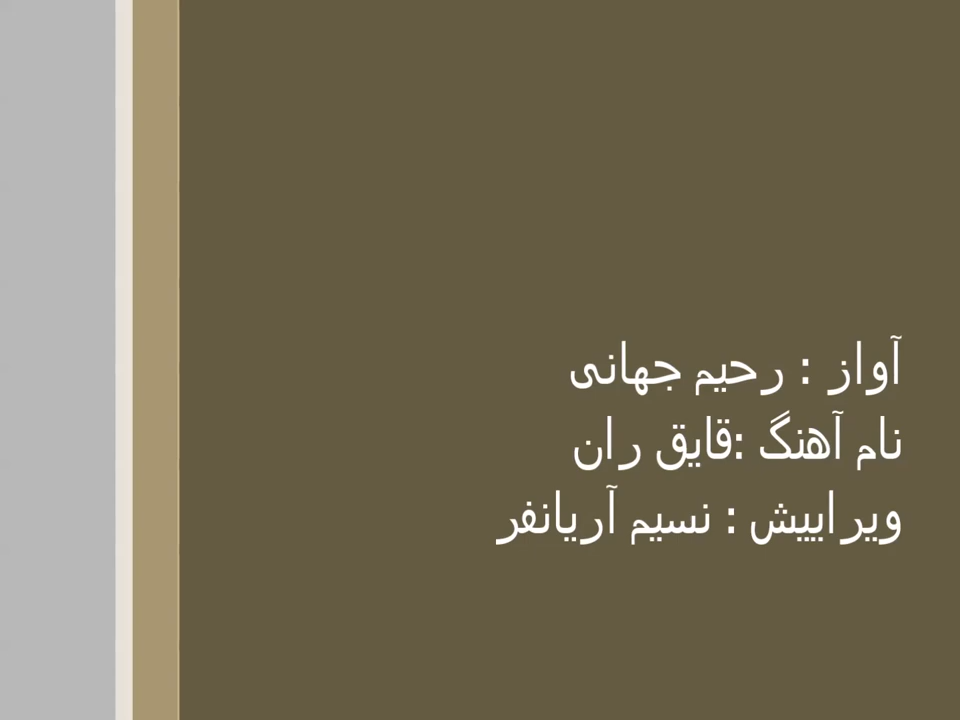 آواز : رحیم جهانی
نام آهنگ :قایق ران
ویراییش : نسیم آریانفر